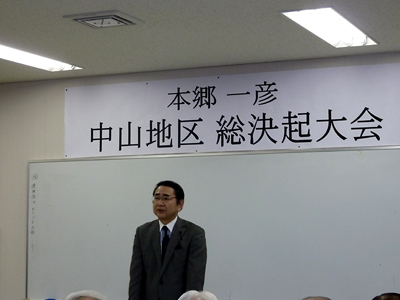 本郷 一彦
中山地区 総決起大会